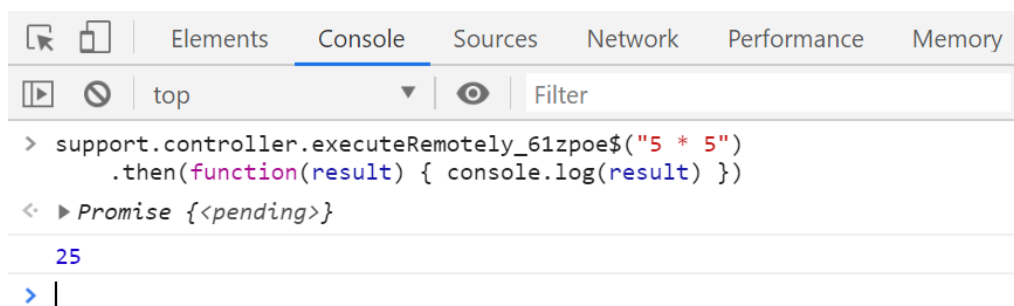 Elements Console Sources Network Performance Memory
top Filter
> support.controller.executeRemotely_61zpoe$("5 * 5")
.then(function(result) { console.log(result) })
Promise {<pending>}
25
>